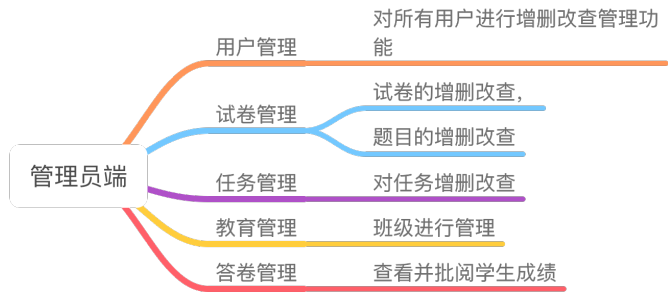 管理员端
用户管理
对所有用户进行增删改查管理功
能
试卷管理
试卷的增删改查，
题目的增删改查
任务管理
对任务增删改查
教育管理
班级进行管理
答卷管理
查看并批阅学生成绩